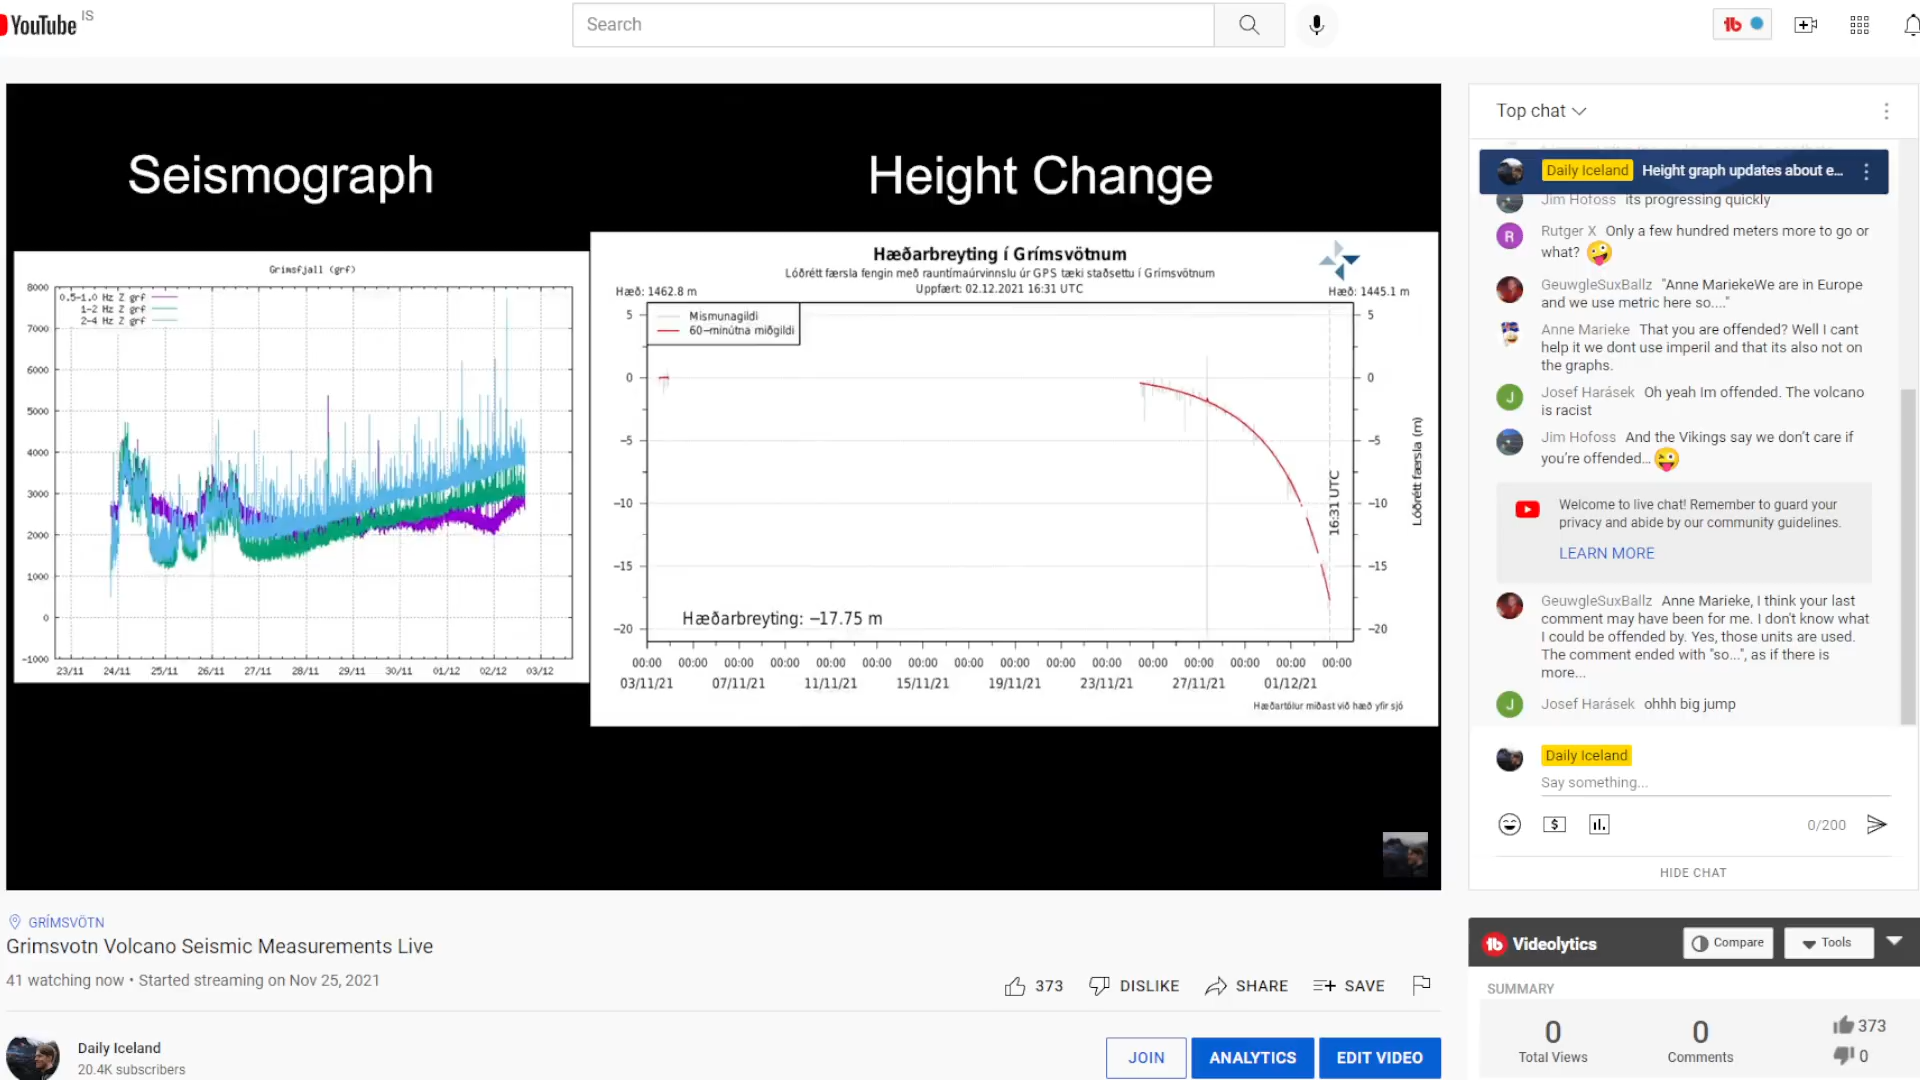 YouTube IS
Search
Seismograph
Height Change
Grimsfjall (grf)
0.5-1.0 Hz Z grf
1-2 Hz Z grf
2-4 Hz Z grf
8000
7000
6000
5000
4000
3000
2000
1000
0
-1000
23/11 24/11 25/11 26/11 27/11 28/11 29/11 30/11 01/12 02/12 03/12
Hæðarbreyting í Grímsvötnum
Lóðrétt færsla fengin með rauntímaúrvinnslu úr GPS tæki staðsettu í Grímsvötnum
Uppfært: 02.12.2021 16:31 UTC
Hæð: 1462.8 m
Hæð: 1445.1 m
Mismunagildi
60−mínútna miðgildi
5 5
0 0
−5 −5
−10 −10
−15 −15
−20 −20
16:31 UTC
Lóðrétt færsla (m)
Hæðarbreyting: −17.75 m
00:00 00:00 00:00 00:00 00:00 00:00 00:00 00:00 00:00 00:00 00:00 00:00 00:00 00:00 00:00 00:00
03/11/21 07/11/21 11/11/21 15/11/21 19/11/21 23/11/21 27/11/21 01/12/21
Hæðartölur miðast við hæð yfir sjó
GRÍMSVÖTN
Grimsvotn Volcano Seismic Measurements Live
41 watching now • Started streaming on Nov 25, 2021
373 DISLIKE SHARE SAVE
Daily Iceland
20.4K subscribers
JOIN ANALYTICS EDIT VIDEO
Top chat
Daily Iceland Height graph updates about e...
Jim Hofoss its progressing quickly
Rutger X Only a few hundred meters more to go or
what?
GeuwgleSuxBallz "Anne MariekeWe are in Europe
and we use metric here so...."
Anne Marieke That you are offended? Well I cant
help it we dont use imperil and that its also not on
the graphs.
Josef Harásek Oh yeah Im offended. The volcano
is racist
Jim Hofoss And the Vikings say we don’t care if
you’re offended…
Welcome to live chat! Remember to guard your
privacy and abide by our community guidelines.
LEARN MORE
GeuwgleSuxBallz Anne Marieke, I think your last
comment may have been for me. I don't know what
I could be offended by. Yes, those units are used.
The comment ended with "so...", as if there is
more...
Josef Harásek ohhh big jump
Daily Iceland
Say something...
0/200
HIDE CHAT
Videolytics Compare Tools
SUMMARY
0 0 373
Total Views Comments 0